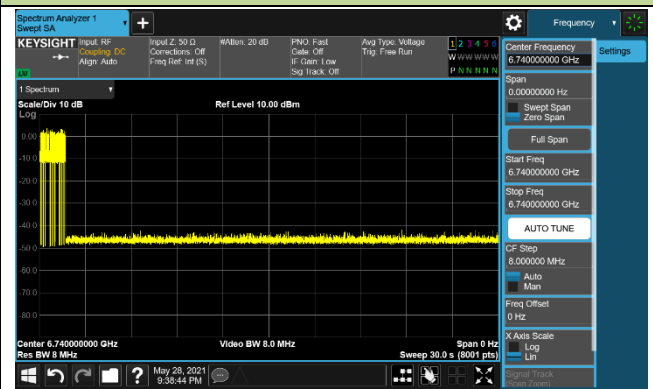 Spectrum Analyzer 1
Swept SA
Frequency
KEYSIGHT
Input: RF
Coupling: DC
Align: Auto
Input Z: 50 Ω
Corrections: Off
Freq Ref: Int (S)
#Atten: 20 dB
PNO: Fast
Gate: Off
IF Gain: Low
Sig Track: Off
Avg Type: Voltage
Trig: Free Run
1 2 3 4 5 6
W W W W W W
P N N N N N
LXI
1 Spectrum
Scale/Div 10 dB
Ref Level 10.00 dBm
Log
0.00
-10.0
-20.0
-30.0
-40.0
-50.0
-60.0
-70.0
-80.0
Center 6.740000000 GHz
Video BW 8.0 MHz
Span 0 Hz
Res BW 8 MHz
Sweep 30.0 s (8001 pts)
Center Frequency
6.740000000 GHz
Settings
Span
0.00000000 Hz
Swept Span
Zero Span
Full Span
Start Freq
6.740000000 GHz
Stop Freq
6.740000000 GHz
AUTO TUNE
CF Step
8.000000 MHz
Auto
Man
Freq Offset
0 Hz
X Axis Scale
Log
Lin
Signal Track
(Span Zoom)
May 28, 2021
9:38:44 PM